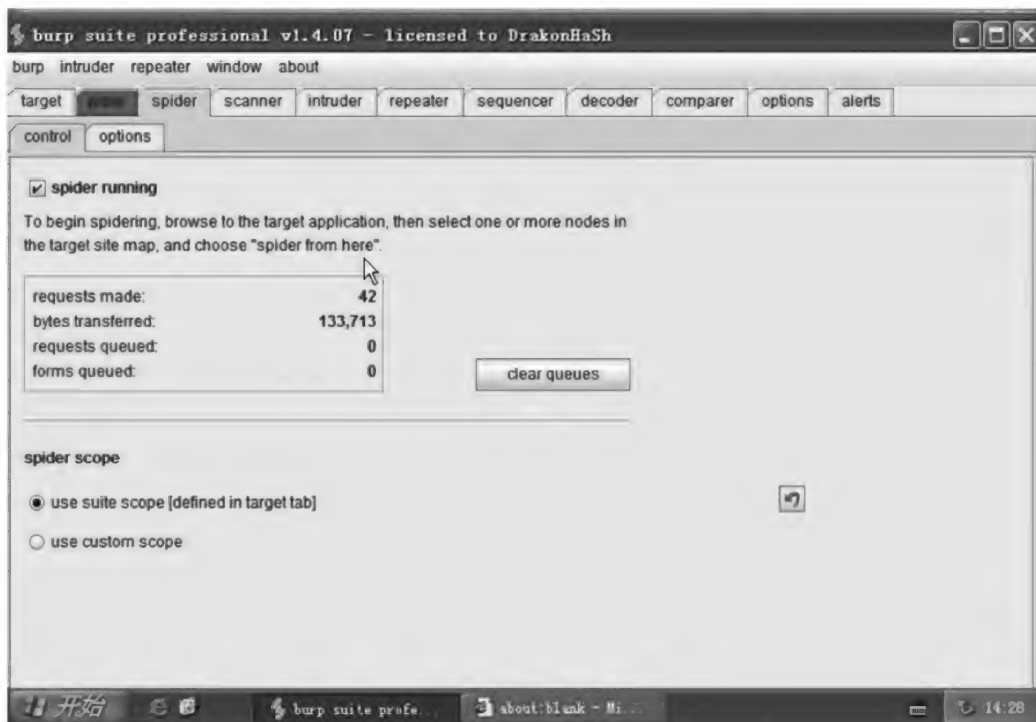 burp suite professional v1.4.07 - licensed to DrakonHaSh
burp intruder repeater window about
target spider scanner intruder repeater sequencer decoder comparer options alerts
control options
spider running
To begin spidering, browse to the target application, then select one or more nodes in
the target site map, and choose "spider from here".
requests made: 42
bytes transferred: 133,713
requests queued: 0
forms queued: 0
clear queues
spider scope
use suite scope [defined in target tab]
use custom scope
开始 burp suite profe... about:blank - Mi... 14:28